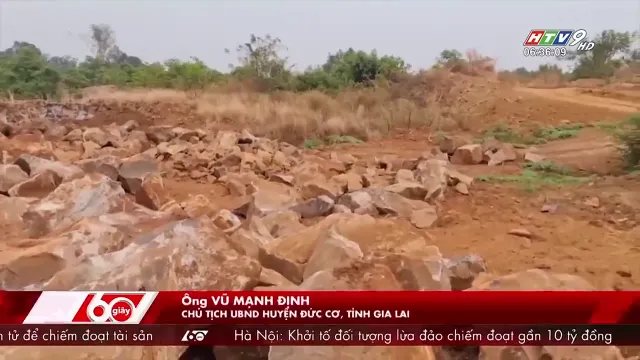 HTV9 HD
06:36:09
60 giây
Ông VŨ MẠNH ĐỊNH
CHỦ TỊCH UBND HUYỆN ĐỨC CƠ, TỈNH GIA LAI
n tử để chiếm đoạt tài sản
Hà Nội: Khởi tố đối tượng lừa đảo chiếm đoạt gần 10 tỷ đồng